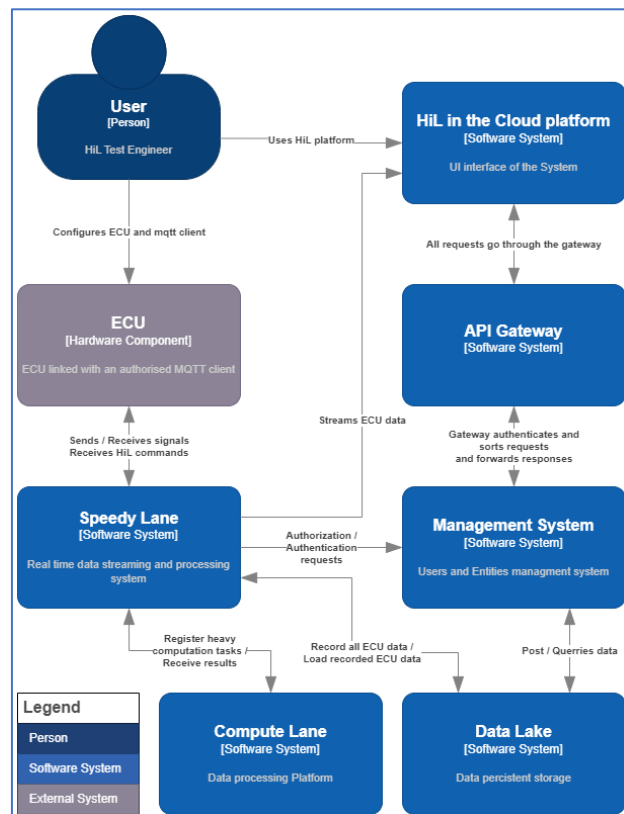 User
[Person]
HiL Test Engineer
Uses HiL platform
HiL in the Cloud platform
[Software System]
UI interface of the System
Configures ECU and mqtt client
All requests go through the gateway
ECU
[Hardware Component]
ECU linked with an authorised MQTT client
API Gateway
[Software System]
Streams ECU data
Sends / Receives signals
Receives HiL commands
Gateway authenticates and
sorts requests
and forwards responses
Speedy Lane
[Software System]
Real time data streaming and processing
system
Authorization /
Authentication
requests
Management System
[Software System]
Users and Entities managment system
Register heavy
computation tasks /
Receive results
Record all ECU data /
Load recorded ECU data
Post / Querries data
Legend
Person
Software System
External System
Compute Lane
[Software System]
Data processing Platform
Data Lake
[Software System]
Data percistent storage